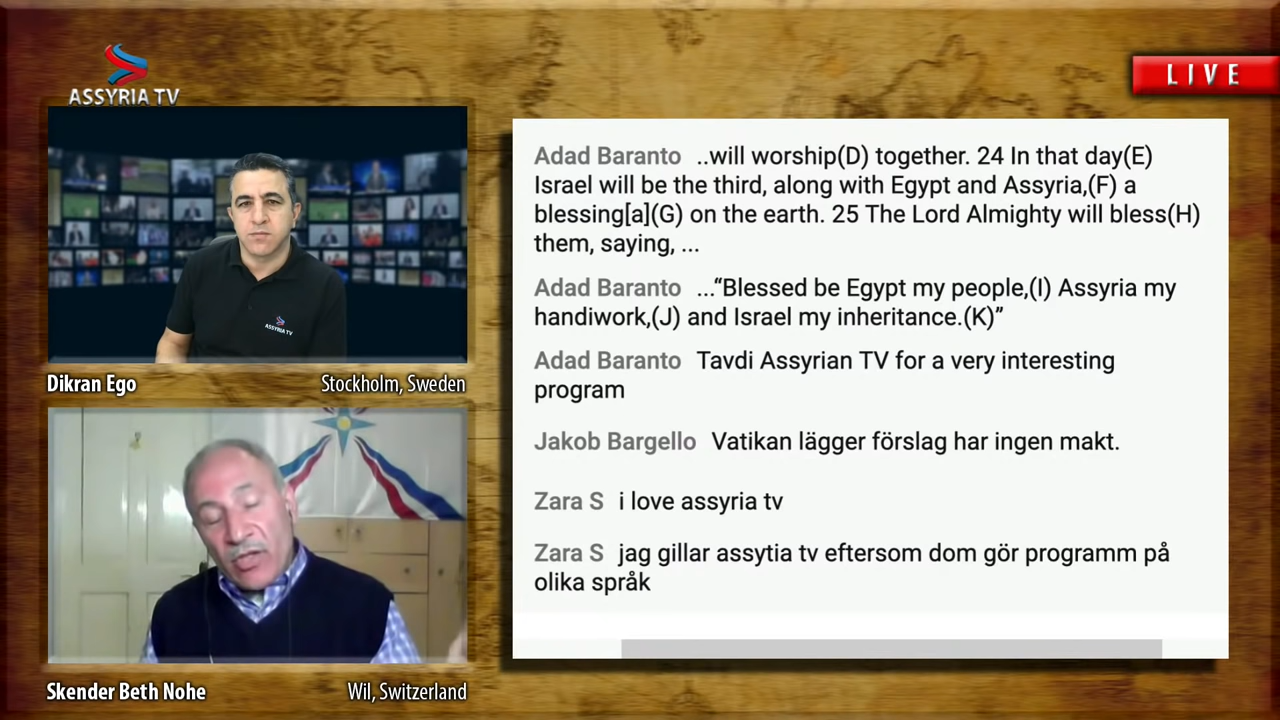 ASSYRIA TV
LIVE
ASSYRIA TV
Dikran Ego
Stockholm, Sweden
Skender Beth Nohe
Wil, Switzerland
Adad Baranto ..will worship(D) together. 24 In that day(E)
Israel will be the third, along with Egypt and Assyria,(F) a
blessing[a](G) on the earth. 25 The Lord Almighty will bless(H)
them, saying, ...
Adad Baranto ...“Blessed be Egypt my people,(I) Assyria my
handiwork,(J) and Israel my inheritance.(K)”
Adad Baranto Tavdi Assyrian TV for a very interesting
program
Jakob Bargello Vatikan lägger förslag har ingen makt.
Zara S i love assyria tv
Zara S jag gillar assytia tv eftersom dom gör programm på
olika språk